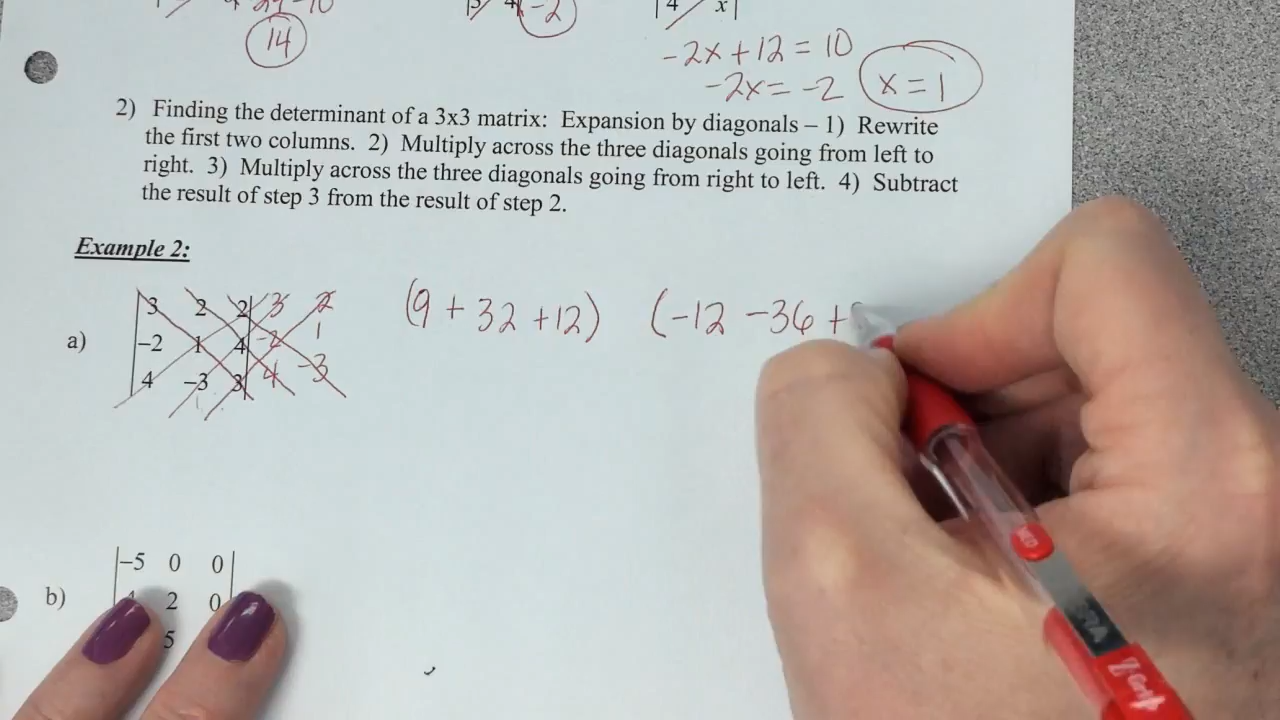 14
-2
4 x
-2x + 12 = 10
-2x = -2 x = 1
2) Finding the determinant of a 3x3 matrix: Expansion by diagonals – 1) Rewrite
the first two columns. 2) Multiply across the three diagonals going from left to
right. 3) Multiply across the three diagonals going from right to left. 4) Subtract
the result of step 3 from the result of step 2.
Example 2:
3 2 2 3 2
a) -2 1 4 -2 1
4 -3 3 4 -3
(9 + 32 + 12) (-12 - 36 +
-5 0 0
b) 2 0
5
RED